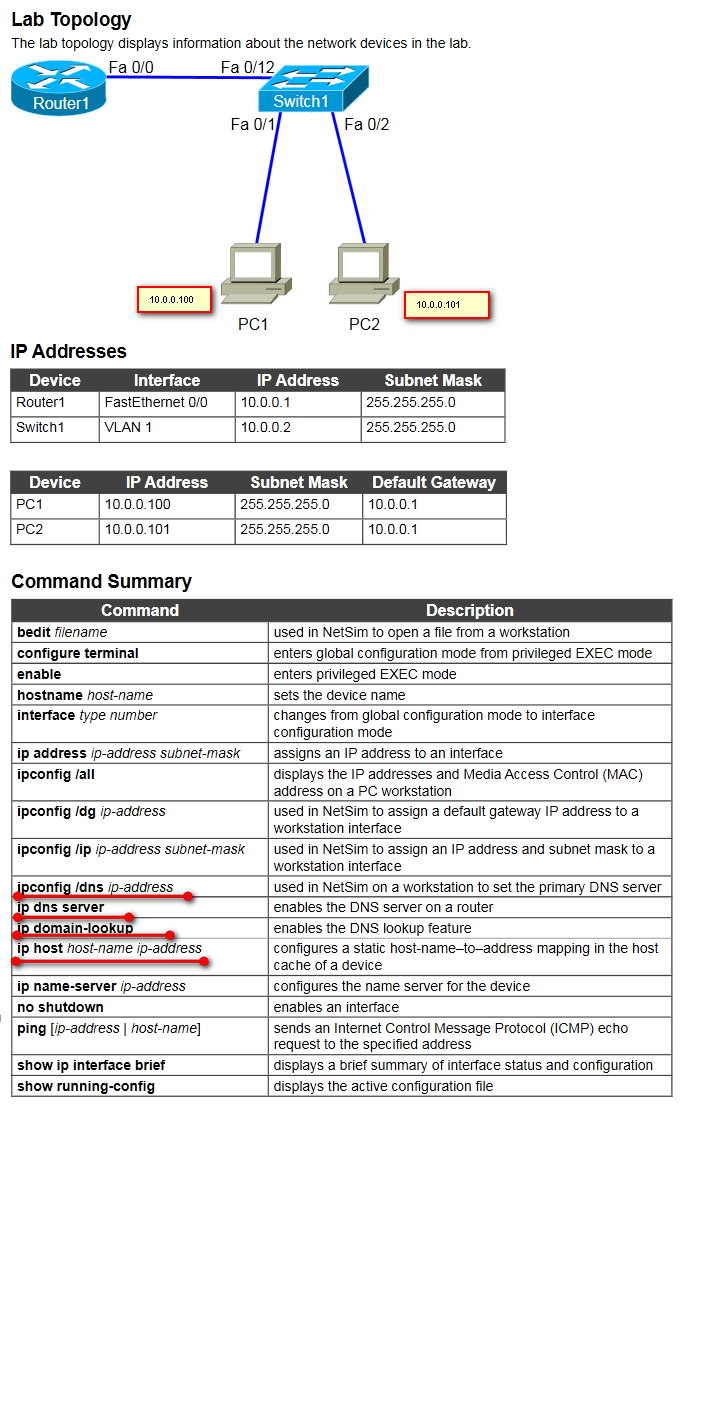 Lab Topology
The lab topology displays information about the network devices in the lab.
Fa 0/0
Fa 0/12
Router1
Switch1
Fa 0/1
Fa 0/2
10.0.0.100
10.0.0.101
PC1
PC2
IP Addresses
Device Interface IP Address Subnet Mask
Router1 FastEthernet 0/0 10.0.0.1 255.255.255.0
Switch1 VLAN 1 10.0.0.2 255.255.255.0
Device IP Address Subnet Mask Default Gateway
PC1 10.0.0.100 255.255.255.0 10.0.0.1
PC2 10.0.0.101 255.255.255.0 10.0.0.1
Command Summary
Command Description
bedit filename used in NetSim to open a file from a workstation
configure terminal enters global configuration mode from privileged EXEC mode
enable enters privileged EXEC mode
hostname host-name sets the device name
interface type number changes from global configuration mode to interface
configuration mode
ip address ip-address subnet-mask assigns an IP address to an interface
ipconfig /all displays the IP addresses and Media Access Control (MAC)
address on a PC workstation
ipconfig /dg ip-address used in NetSim to assign a default gateway IP address to a
workstation interface
ipconfig /ip ip-address subnet-mask used in NetSim to assign an IP address and subnet mask to a
workstation interface
ipconfig /dns ip-address used in NetSim on a workstation to set the primary DNS server
ip dns server enables the DNS server on a router
ip domain-lookup enables the DNS lookup feature
ip host host-name ip-address configures a static host-name–to–address mapping in the host
cache of a device
ip name-server ip-address configures the name server for the device
no shutdown enables an interface
ping [ip-address | host-name] sends an Internet Control Message Protocol (ICMP) echo
request to the specified address
show ip interface brief displays a brief summary of interface status and configuration
show running-config displays the active configuration file